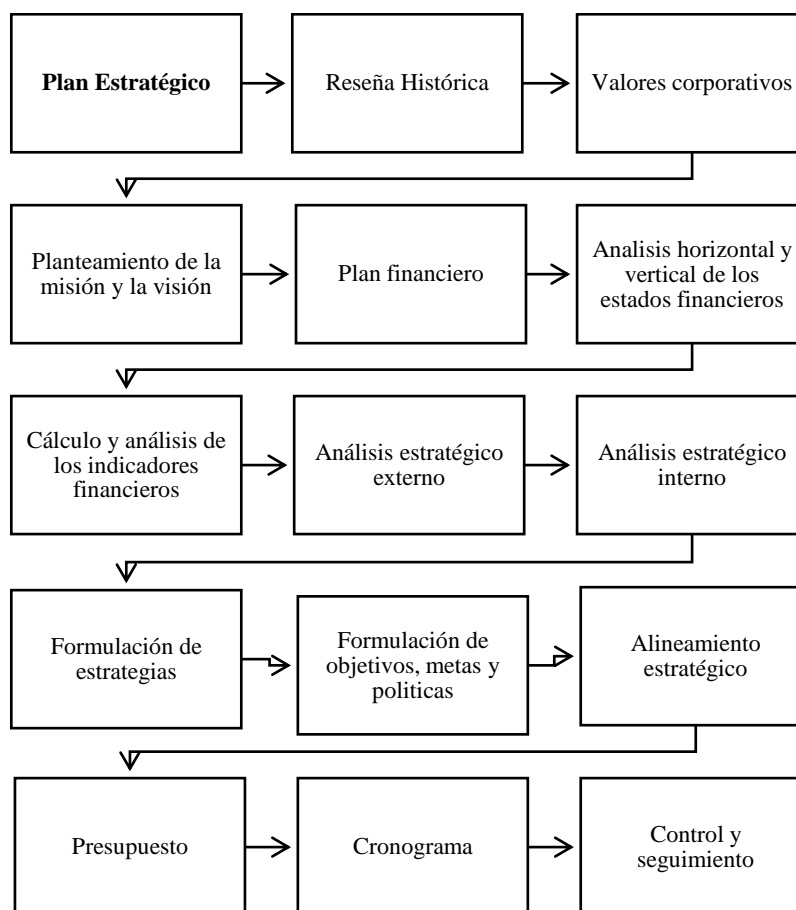 Plan Estratégico
Reseña Histórica
Valores corporativos
Planteamiento de la
misión y la visión
Plan financiero
Analisis horizontal y
vertical de los
estados financieros
Cálculo y análisis de
los indicadores
financieros
Análisis estratégico
externo
Análisis estratégico
interno
Formulación de
estrategias
Formulación de
objetivos, metas y
politicas
Alineamiento
estratégico
Presupuesto
Cronograma
Control y
seguimiento